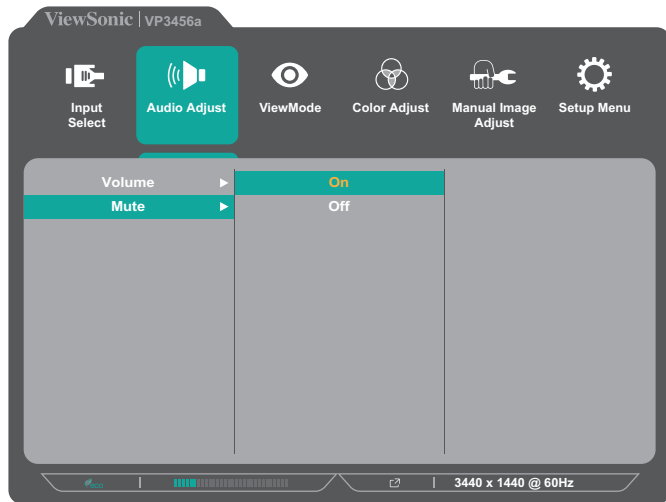 ViewSonic VP3456a
Input
Select
Audio Adjust
ViewMode
Color Adjust
Manual Image
Adjust
Setup Menu
Volume
On
Mute
Off
eco
3440 x 1440 @ 60Hz